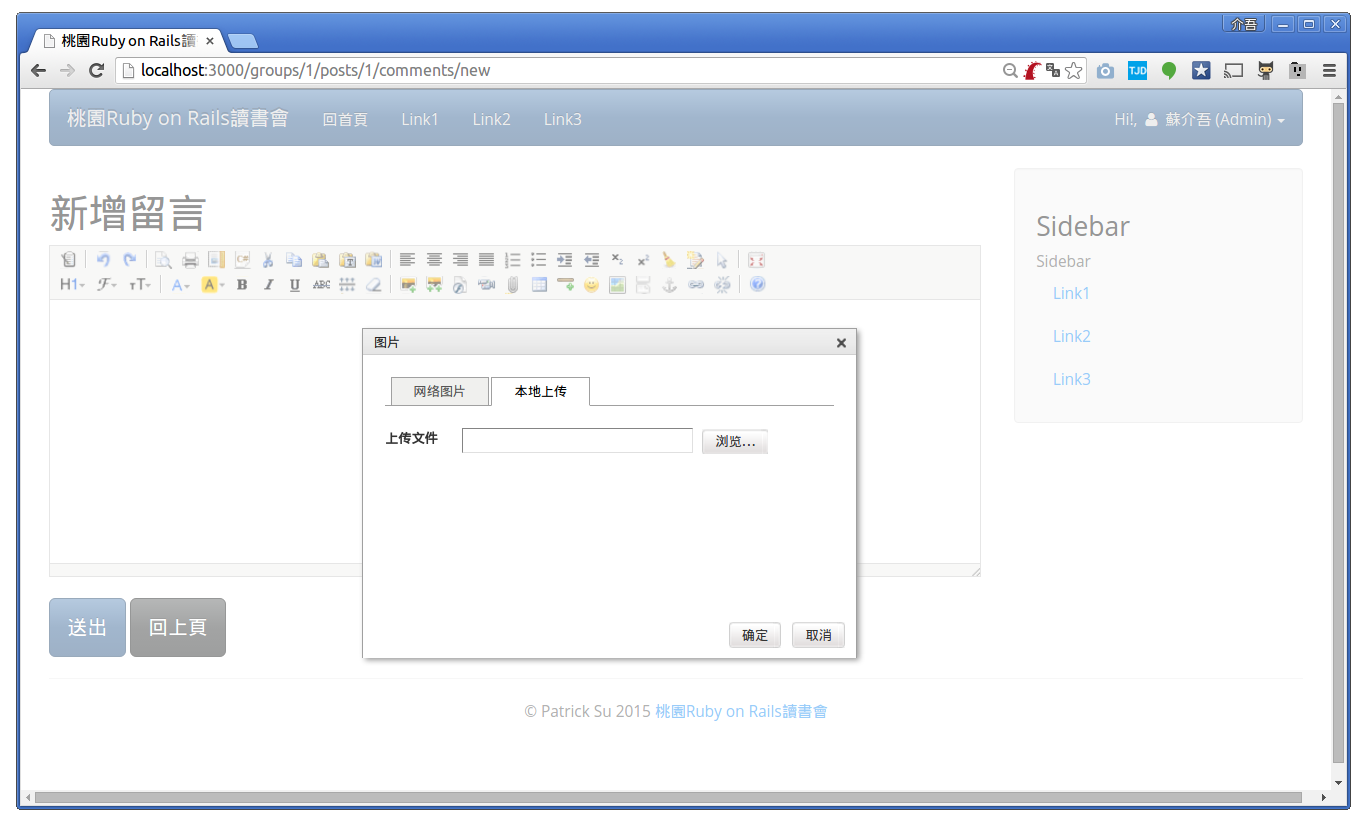 介吾
桃園Ruby on Rails讀
localhost:3000/groups/1/posts/1/comments/new
TJD
桃園Ruby on Rails讀書會 回首頁 Link1 Link2 Link3 Hi!, 蘇介吾 (Admin)
新增留言
H1 F TT A A B I U ABC
图片
网络图片 本地上传
上传文件 浏览...
确定 取消
送出 回上頁
Sidebar
Sidebar
Link1
Link2
Link3
© Patrick Su 2015 桃園Ruby on Rails讀書會